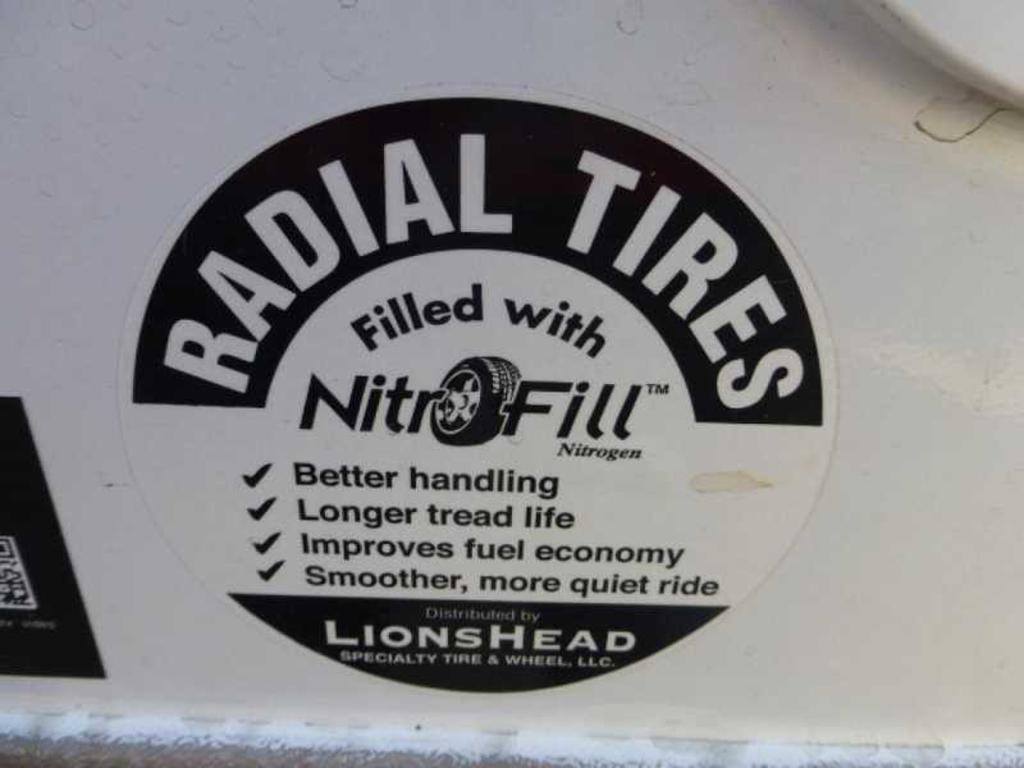 RADIAL TIRES
Filled with
NitroFill™
Nitrogen
✔ Better handling
✔ Longer tread life
✔ Improves fuel economy
✔ Smoother, more quiet ride
Distributed by
LIONSHEAD
SPECIALTY TIRE & WHEEL, LLC.